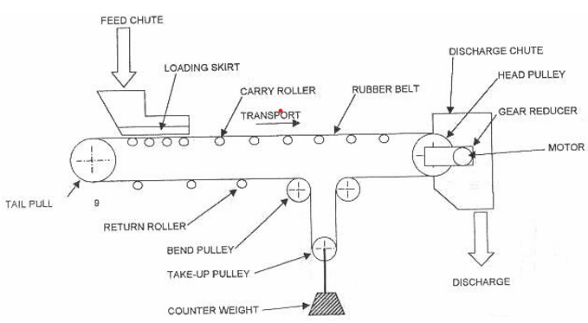 FEED CHUTE
LOADING SKIRT
CARRY ROLLER
TRANSPORT
RUBBER BELT
DISCHARGE CHUTE
HEAD PULLEY
GEAR REDUCER
MOTOR
TAIL PULL
9
RETURN ROLLER
BEND PULLEY
TAKE-UP PULLEY
COUNTER WEIGHT
DISCHARGE